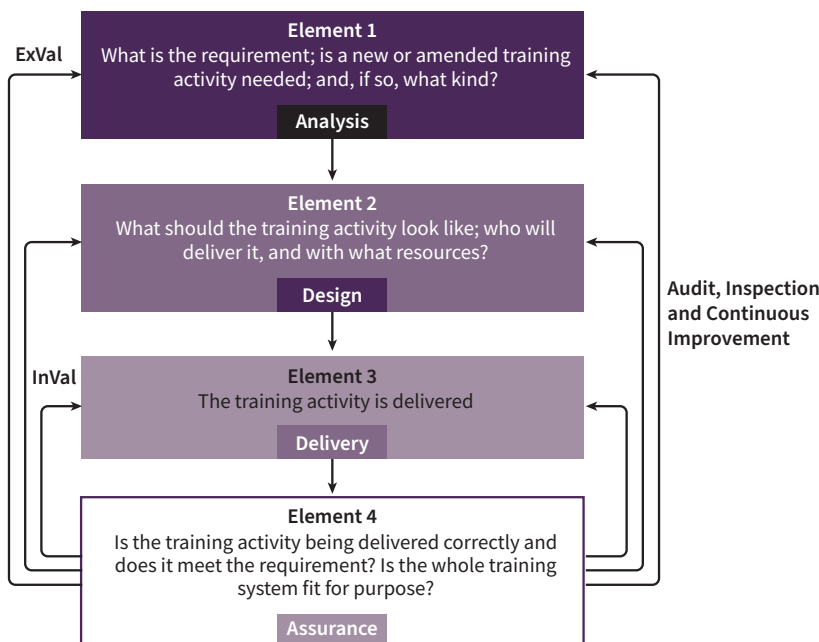 ExVal
Element 1
What is the requirement; is a new or amended training
activity needed; and, if so, what kind?
Analysis
Element 2
What should the training activity look like; who will
deliver it, and with what resources?
Design
Audit, Inspection
and Continuous
Improvement
InVal
Element 3
The training activity is delivered
Delivery
Element 4
Is the training activity being delivered correctly and
does it meet the requirement? Is the whole training
system fit for purpose?
Assurance